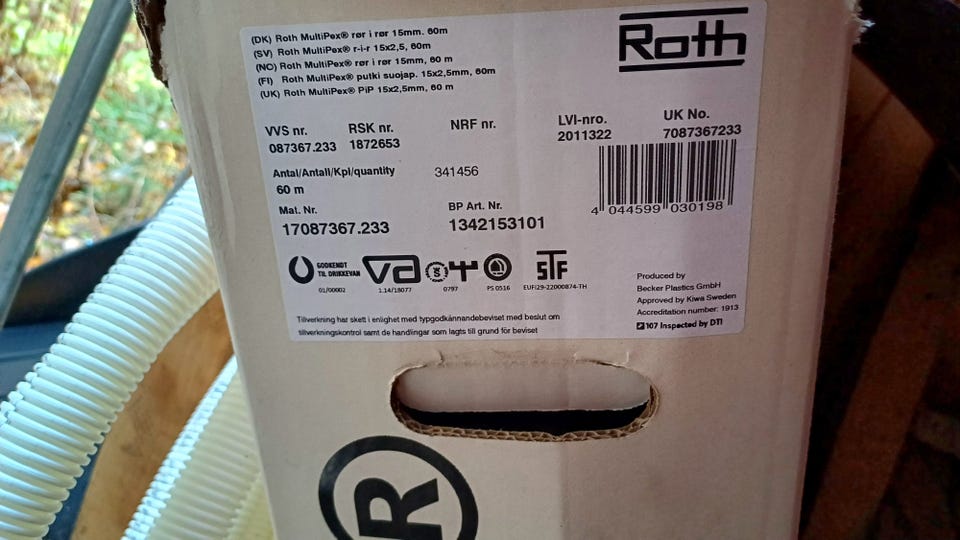 (DK) Roth MultiPex® rør i rør 15mm. 60m
(SV) Roth MultiPex® r-i-r 15x2,5, 60m
(NO) Roth MultiPex® rør i rør 15mm, 60 m
(FI) Roth MultiPex® putki suojap. 15x2,5mm, 60m
(UK) Roth MultiPex® PiP 15x2,5mm, 60 m
Roth
VVS nr. RSK nr. NRF nr. LVI-nro. UK No.
087367.233 1872653 2011322 7087367233
Antal/Antall/Kpl/quantity 341456
60 m
4 044599 030198
Mat. Nr. BP Art. Nr.
17087367.233 1342153101
GODKENDT
TIL DRIKKEVAN
va S STF
01/00002 1.14/18077 0797 PS 0516 EUFI29-22000874-TH
Produced by
Becker Plastics GmbH
Approved by Kiwa Sweden
Accreditation number: 1913
107 Inspected by DTI
Tillverkning har skett i enlighet med typgodkännandebeviset med beslut om
tillverkningskontrol samt de handlingar som lagts till grund för beviset
®